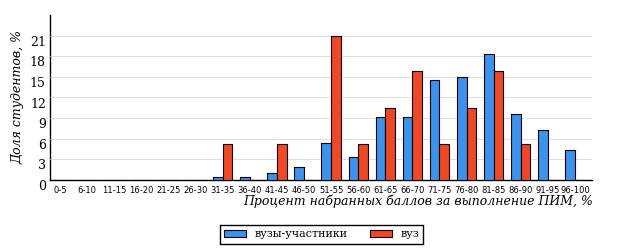 Доля студентов, %
21
18
15
12
9
6
3
0
0-5 6-10 11-15 16-20 21-25 26-30 31-35 36-40 41-45 46-50 51-55 56-60 61-65 66-70 71-75 76-80 81-85 86-90 91-95 96-100
Процент набранных баллов за выполнение ПИМ, %
вузы-участники вуз